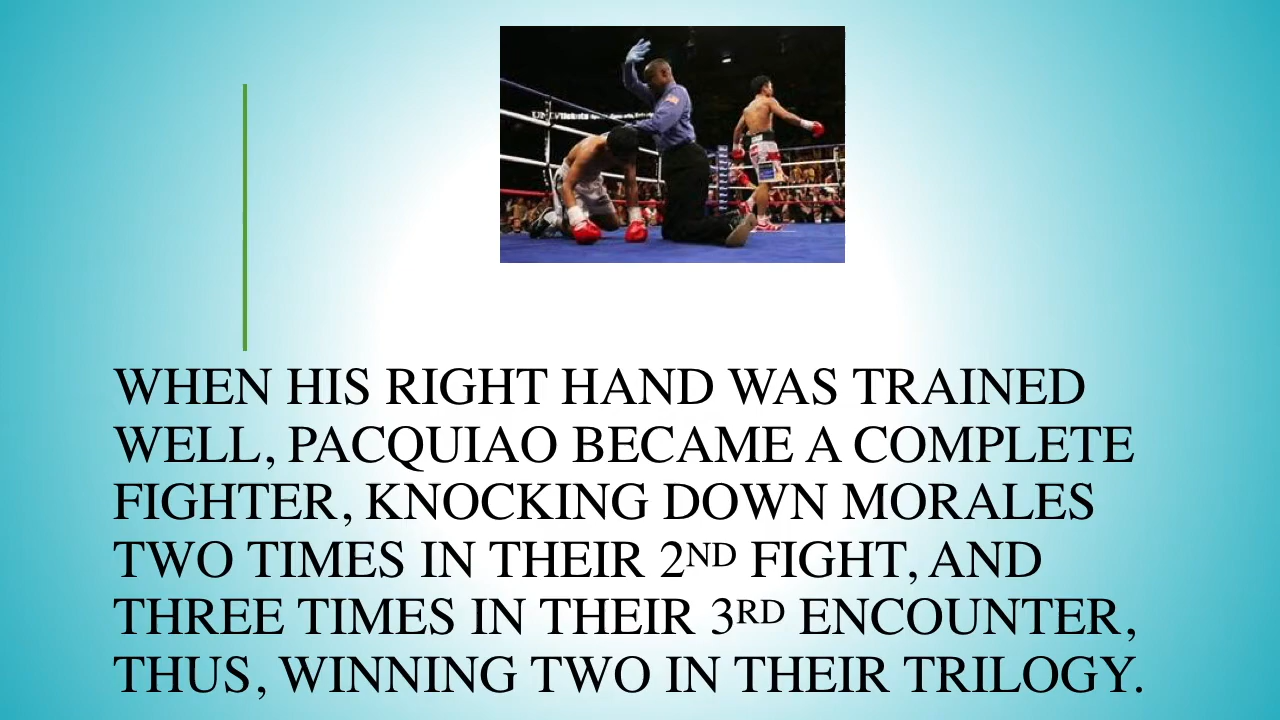 WHEN HIS RIGHT HAND WAS TRAINED
WELL, PACQUIAO BECAME A COMPLETE
FIGHTER, KNOCKING DOWN MORALES
TWO TIMES IN THEIR 2ND FIGHT, AND
THREE TIMES IN THEIR 3RD ENCOUNTER,
THUS, WINNING TWO IN THEIR TRILOGY.